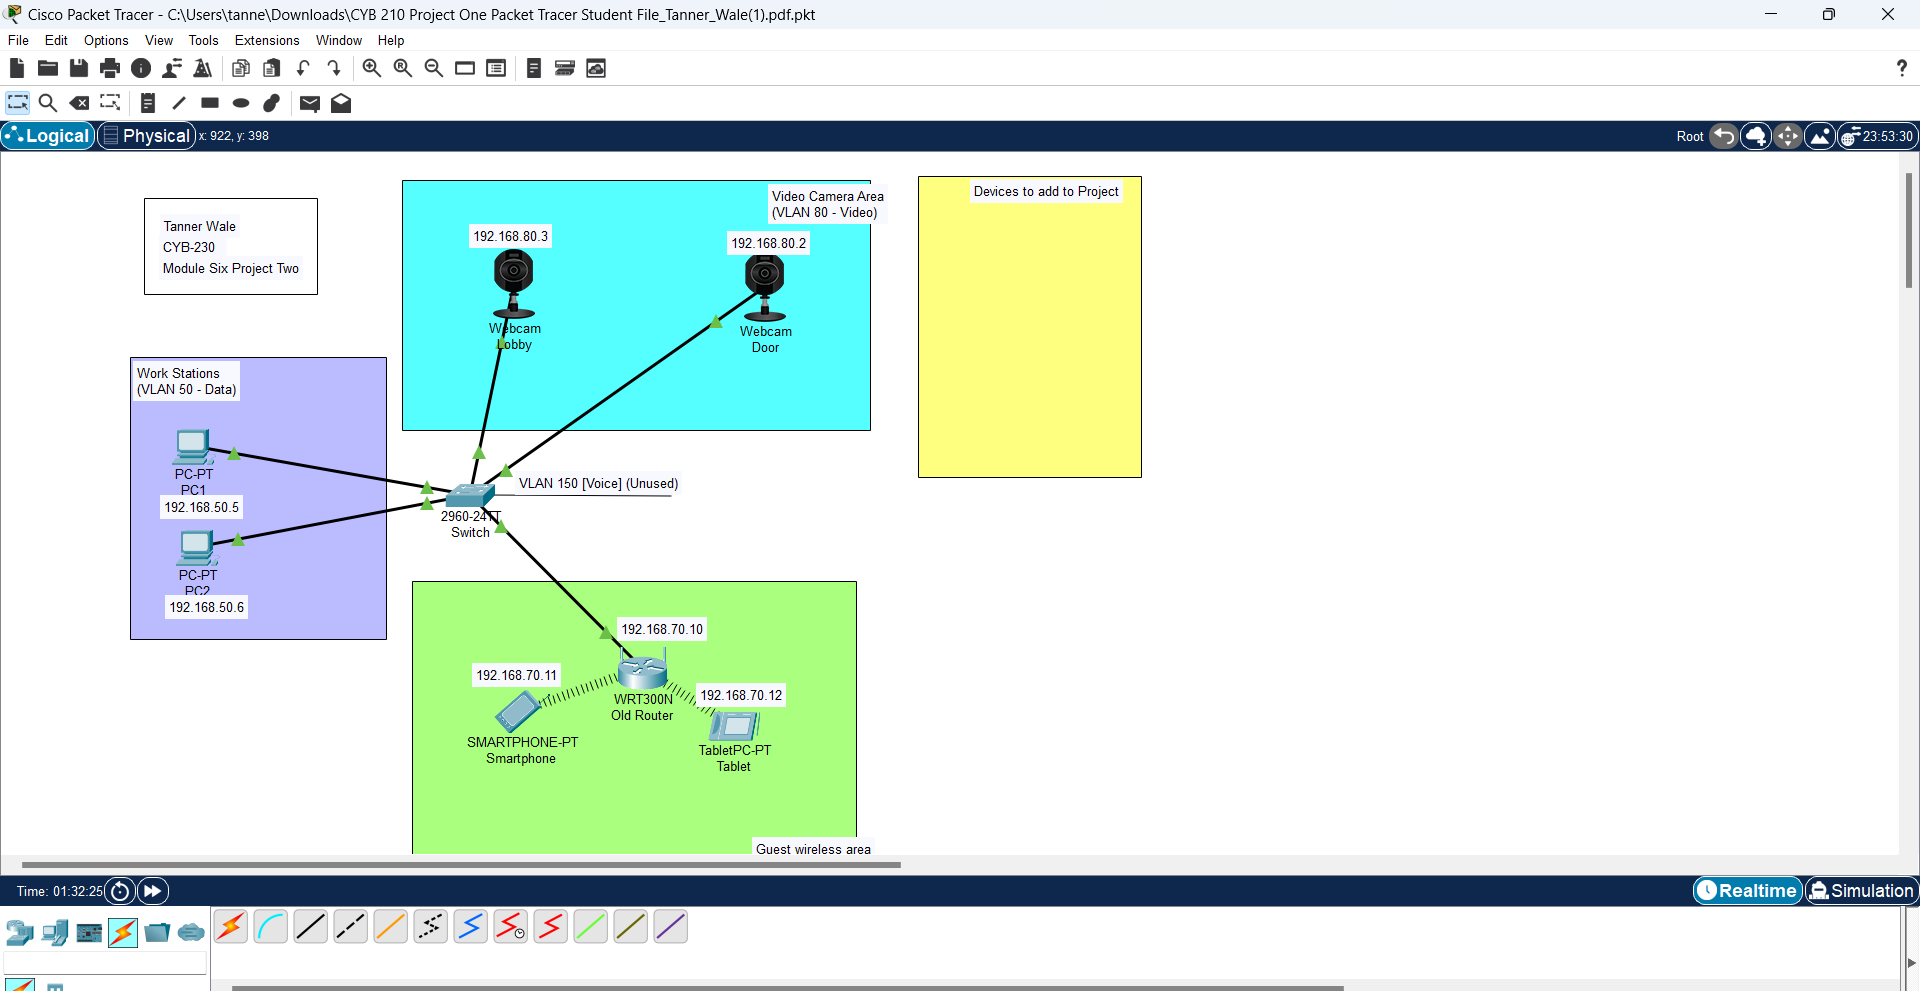 Cisco Packet Tracer - C:\Users\tanne\Downloads\CYB 210 Project One Packet Tracer Student File_Tanner_Wale(1).pdf.pkt
File Edit Options View Tools Extensions Window Help
?
Logical Physical x: 922, y: 398 Root 23:53:30
Tanner Wale
CYB-230
Module Six Project Two
Video Camera Area
(VLAN 80 - Video)
192.168.80.3
192.168.80.2
Webcam
Lobby
Webcam
Door
Devices to add to Project
Work Stations
(VLAN 50 - Data)
PC-PT
PC1
192.168.50.5
PC-PT
PC2
192.168.50.6
VLAN 150 [Voice] (Unused)
2960-24TT
Switch
192.168.70.10
192.168.70.11
WRT300N
Old Router
192.168.70.12
SMARTPHONE-PT
Smartphone
TabletPC-PT
Tablet
Guest wireless area
Time: 01:32:25 Realtime Simulation